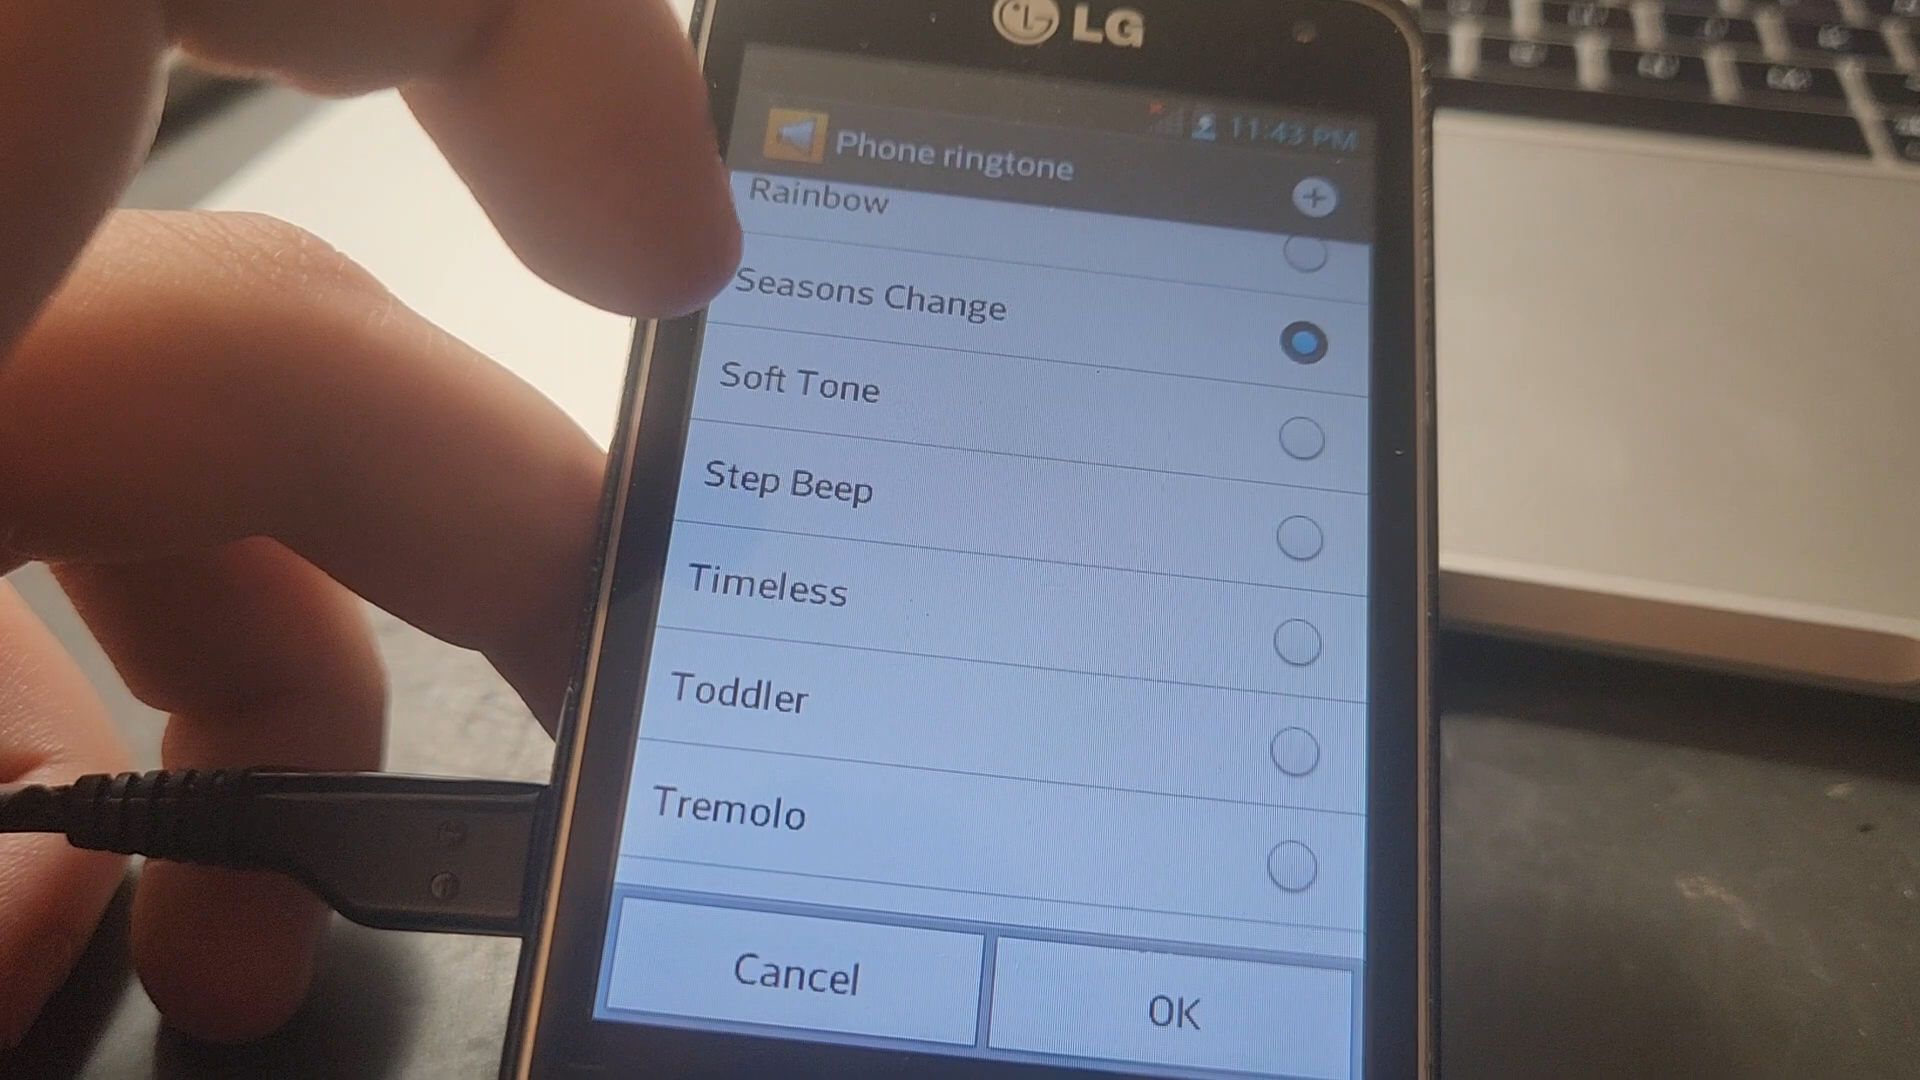 LG
11:43 PM
Phone ringtone
Rainbow
Seasons Change
Soft Tone
Step Beep
Timeless
Toddler
Tremolo
Cancel
OK